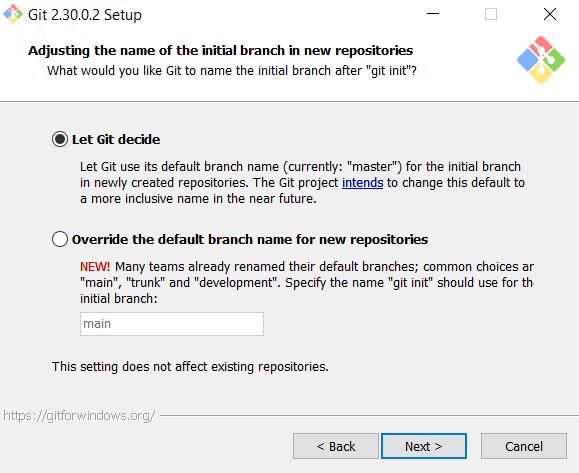 Git 2.30.0.2 Setup
Adjusting the name of the initial branch in new repositories
What would you like Git to name the initial branch after "git init"?
Let Git decide
Let Git use its default branch name (currently: "master") for the initial branch
in newly created repositories. The Git project intends to change this default to
a more inclusive name in the near future.
Override the default branch name for new repositories
NEW! Many teams already renamed their default branches; common choices ar
"main", "trunk" and "development". Specify the name "git init" should use for the
initial branch:
main
This setting does not affect existing repositories.
https://gitforwindows.org/
< Back
Next >
Cancel